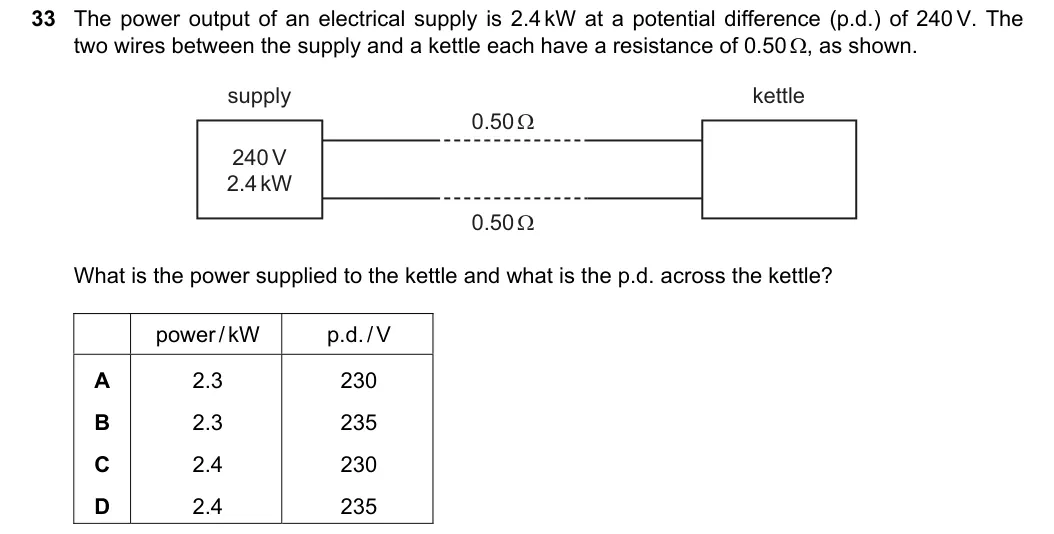 33 The power output of an electrical supply is 2.4 kW at a potential difference (p.d.) of 240 V. The
two wires between the supply and a kettle each have a resistance of 0.50 Ω, as shown.
supply
kettle
0.50 Ω
240 V
2.4 kW
0.50 Ω
What is the power supplied to the kettle and what is the p.d. across the kettle?
power / kW p.d. / V
A 2.3 230
B 2.3 235
C 2.4 230
D 2.4 235